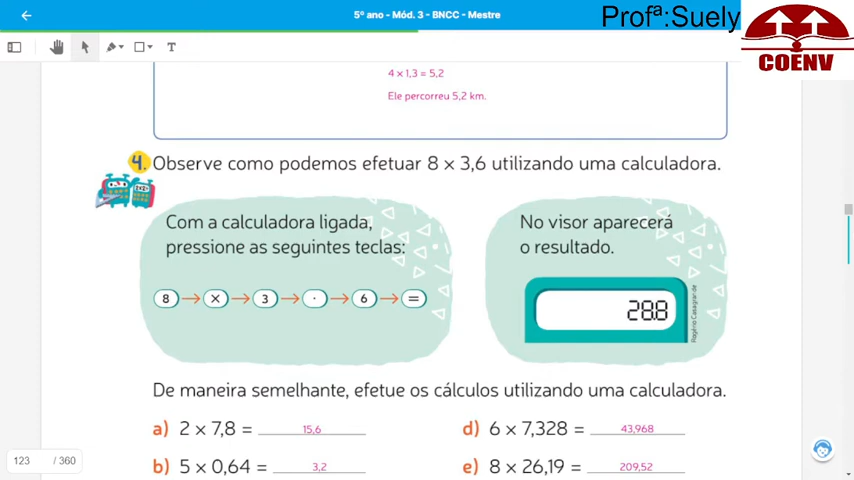 5º ano - Mód. 3 - BNCC - Mestre
Profª:Suely
COENV
T
4 x 1,3 = 5,2
Ele percorreu 5,2 km.
4. Observe como podemos efetuar 8 × 3,6 utilizando uma calculadora.
Com a calculadora ligada,
pressione as seguintes teclas:
8 → × → 3 → · → 6 → =
No visor aparecerá
o resultado.
28.8
Rogério Casagrande
De maneira semelhante, efetue os cálculos utilizando uma calculadora.
a) 2 × 7,8 = 15,6
d) 6 × 7,328 = 43,968
b) 5 × 0,64 = 3,2
e) 8 × 26,19 = 209,52
123 / 360